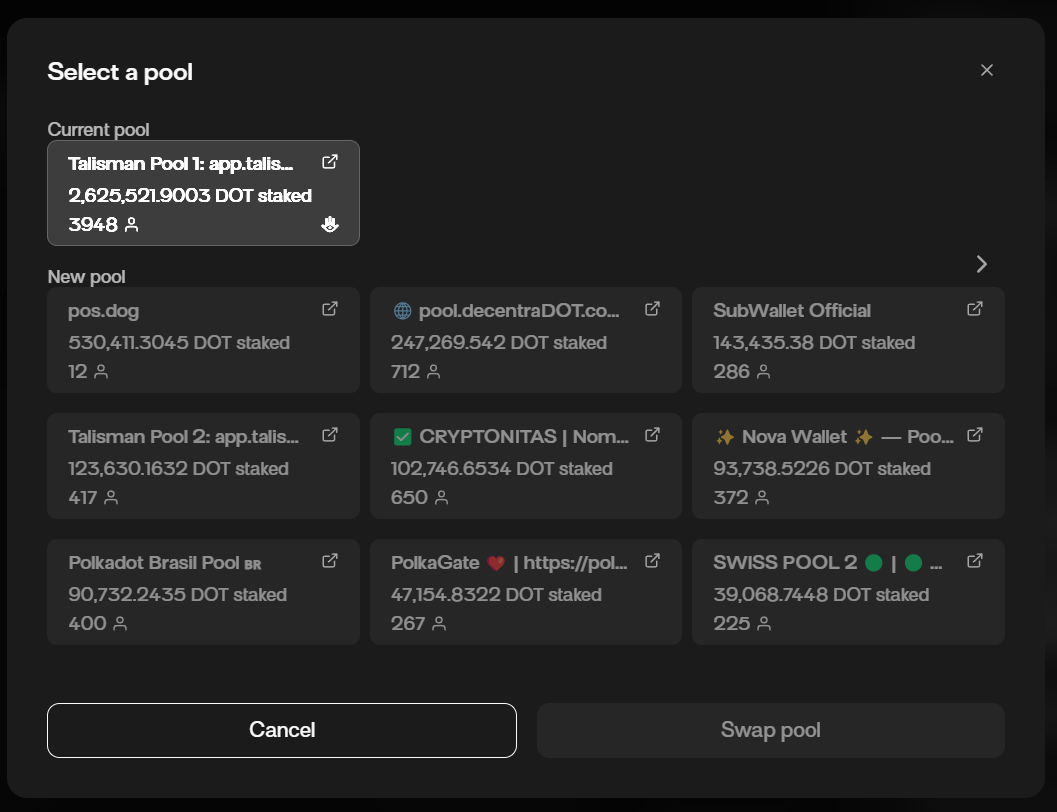 Select a pool
Current pool
Talisman Pool 1: app.talis...
2,625,521.9003 DOT staked
3948
New pool
pos.dog
530,411.3045 DOT staked
12
🌐 pool.decentraDOT.co...
247,269.542 DOT staked
712
SubWallet Official
143,435.38 DOT staked
286
Talisman Pool 2: app.talis...
123,630.1632 DOT staked
417
✅ CRYPTONITAS | Nom...
102,746.6534 DOT staked
650
✨ Nova Wallet ✨ — Poo...
93,738.5226 DOT staked
372
Polkadot Brasil Pool BR
90,732.2435 DOT staked
400
PolkaGate ❤️ | https://pol...
47,154.8322 DOT staked
267
SWISS POOL 2 🟢 | 🟢 ...
39,068.7448 DOT staked
225
Cancel
Swap pool